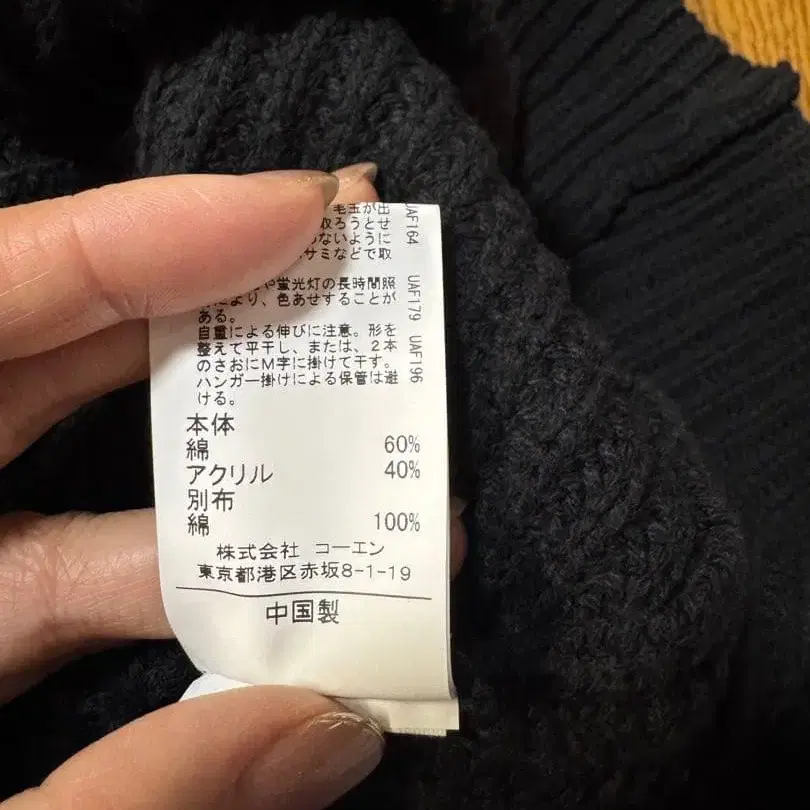 毛玉が出
取ろうとせ
ないように
サミなどで取
や蛍光灯の長時間照
により、色あせすることが
ある。
自重による伸びに注意。形を
整えて平干し、または、2本
のさおにM字に掛けて干す。
ハンガー掛けによる保管は避
ける。
UAF164
UAF179
UAF196
本体
綿 60%
アクリル 40%
別布
綿 100%
株式会社 コーエン
東京都港区赤坂8-1-19
中国製